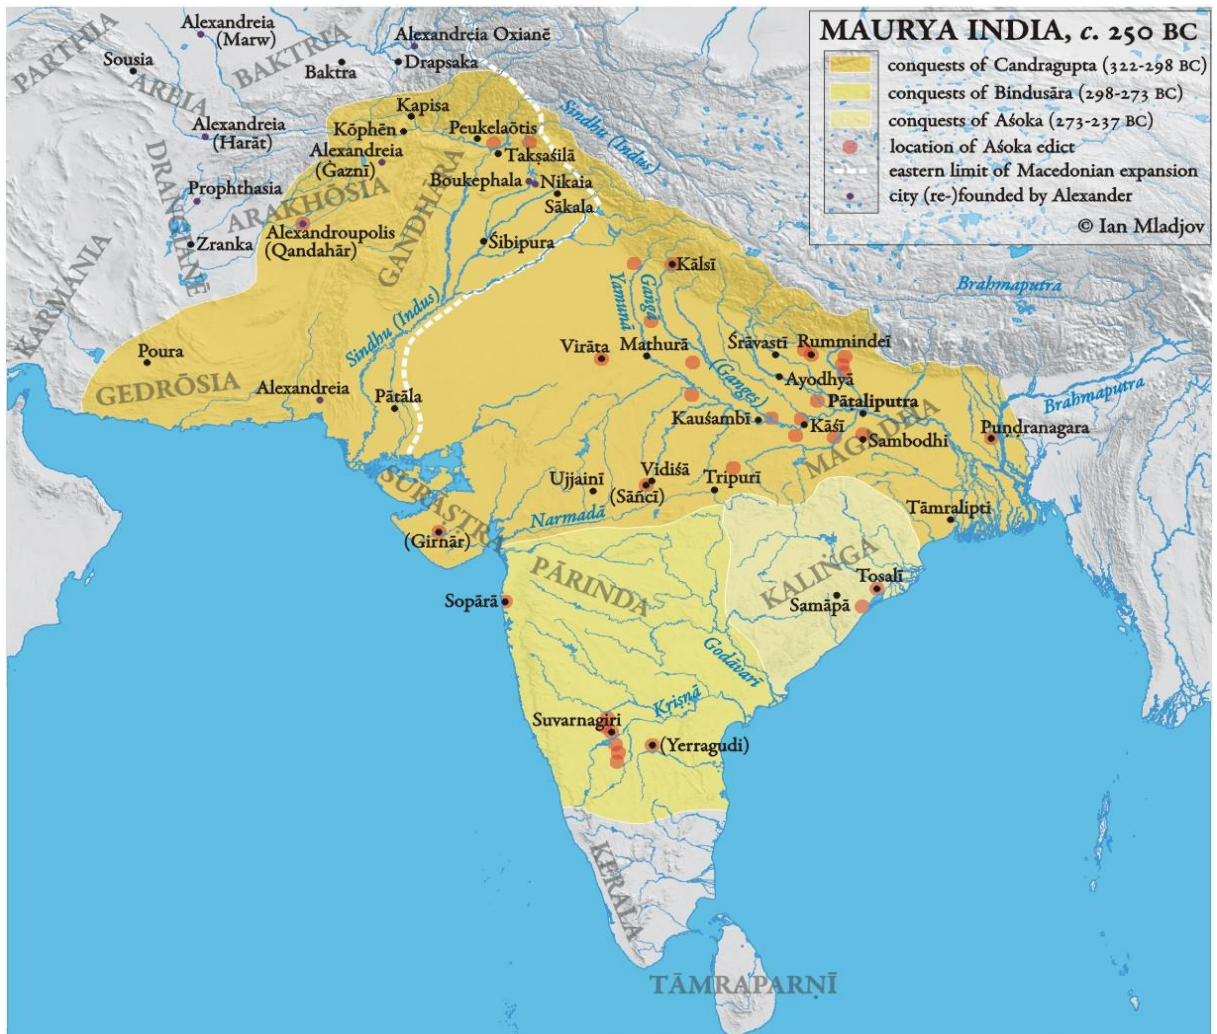 MAURYA INDIA, c. 250 BC
conquests of Candragupta (322-298 BC)
conquests of Bindusāra (298-273 BC)
conquests of Aśoka (273-237 BC)
location of Aśoka edict
eastern limit of Macedonian expansion
city (re-)founded by Alexander
© Ian Mladjov
PARTHIA
Alexandreia
(Marw)
Sousia
AREIA
BAKTRIA
Baktra
Alexandreia Oxianē
Drapsaka
Kapisa
Kōphēn
Alexandreia
(Harāt)
Alexandreia
(Ġaznī)
Peukelaōtis
Takṣaśilā
Sindhu (Indus)
DRANGIANĒ
Prophthasia
ARAKHŌSIA
GANDHARA
Boukephala
Nikaia
Sākala
Zranka
Alexandroupolis
(Qandahār)
Śibipura
KARMANIA
Sindhu (Indus)
Kālsī
Yamunā
Gaṅgā
(Ganges)
Brahmaputra
Poura
GEDRŌSIA
Alexandreia
Pātāla
Virāta
Mathurā
Śrāvastī
Rummindeī
Ayodhyā
Brahmaputra
Pātaliputra
Kauśambī
Kāśī
MAGADHA
Sambodhi
Puṇḍranagara
SURĀṢTRA
(Girnār)
Ujjainī
Vidiśā
(Sāñcī)
Tripurī
Narmadā
Tāmralipti
PĀRINDA
KALIṄGA
Tosalī
Samāpā
Sopārā
Godāvarī
Kriṣṇā
Suvarnagiri
(Yerragudi)
KERALA
TĀMRAPARNĪ